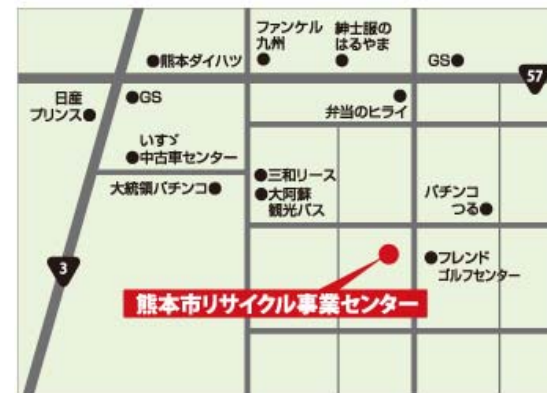 ファンケル
九州
紳士服の
はるやま
●熊本ダイハツ
GS●
57
日産
プリンス●
●GS
弁当のヒライ
いすゞ
●中古車センター
大統領パチンコ●
●三和リース
●大阿蘇
観光バス
パチンコ
つる●
3
●フレンド
ゴルフセンター
熊本市リサイクル事業センター